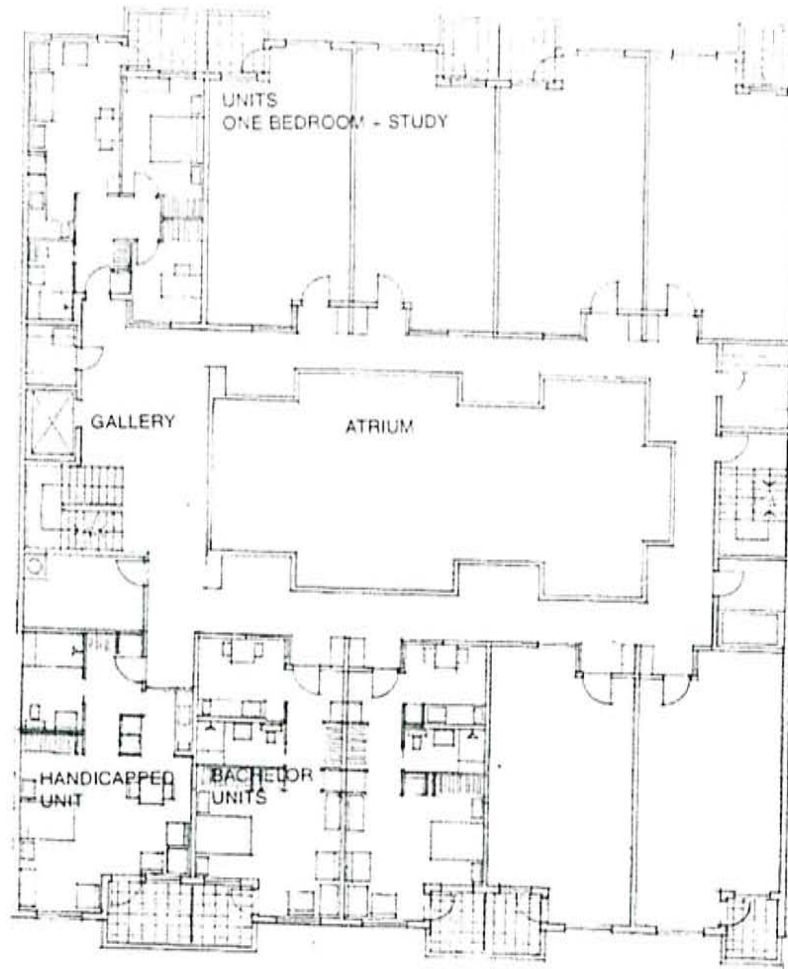 UNITS
ONE BEDROOM + STUDY
GALLERY
ATRIUM
HANDICAPPED
UNIT
BACHELOR
UNITS